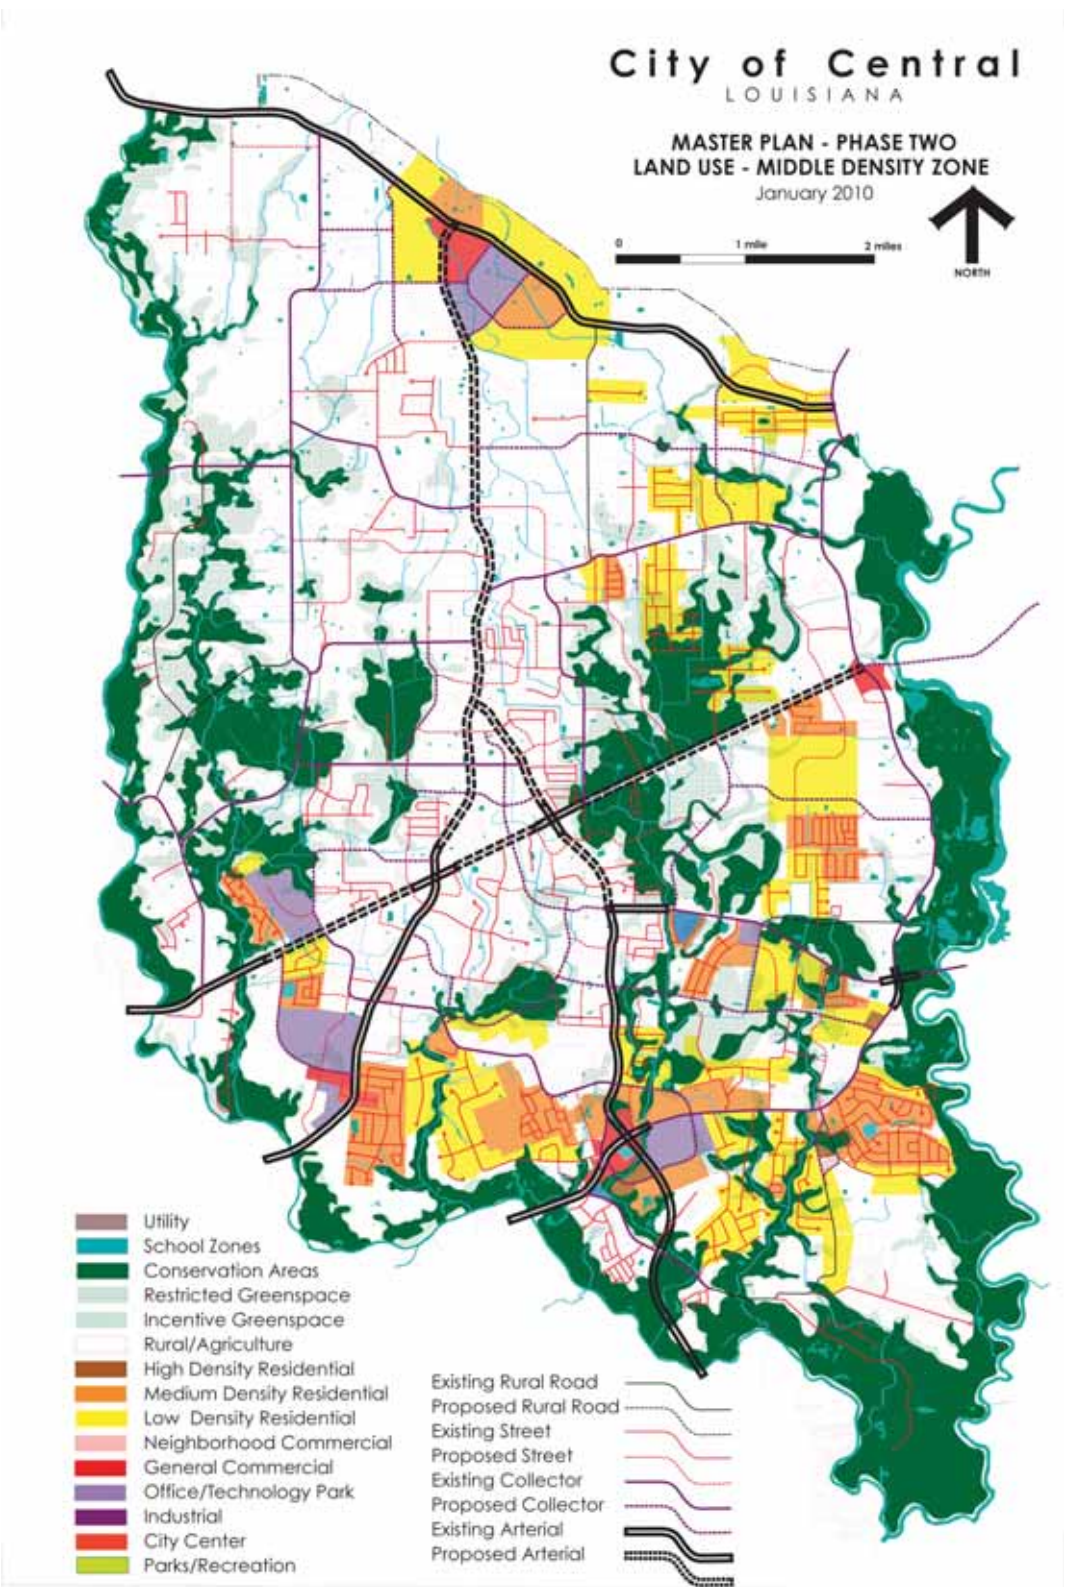 City of Central
LOUISIANA
MASTER PLAN - PHASE TWO
LAND USE - MIDDLE DENSITY ZONE
January 2010
0 1 mile 2 miles
NORTH
Utility
School Zones
Conservation Areas
Restricted Greenspace
Incentive Greenspace
Rural/Agriculture
High Density Residential
Medium Density Residential
Low Density Residential
Neighborhood Commercial
General Commercial
Office/Technology Park
Industrial
City Center
Parks/Recreation
Existing Rural Road
Proposed Rural Road
Existing Street
Proposed Street
Existing Collector
Proposed Collector
Existing Arterial
Proposed Arterial